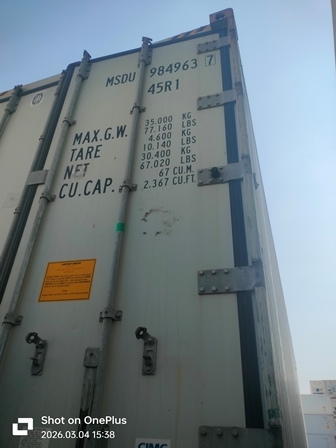 MSDU 984963 7
45R1
MAX.G.W. 35.000 KG
77.160 LBS
TARE 4.600 KG
10.140 LBS
NET 30.400 KG
67.020 LBS
CU.CAP. 67 CU.M.
2.367 CU.FT.
CIMC
Shot on OnePlus
2026.03.04 15:38